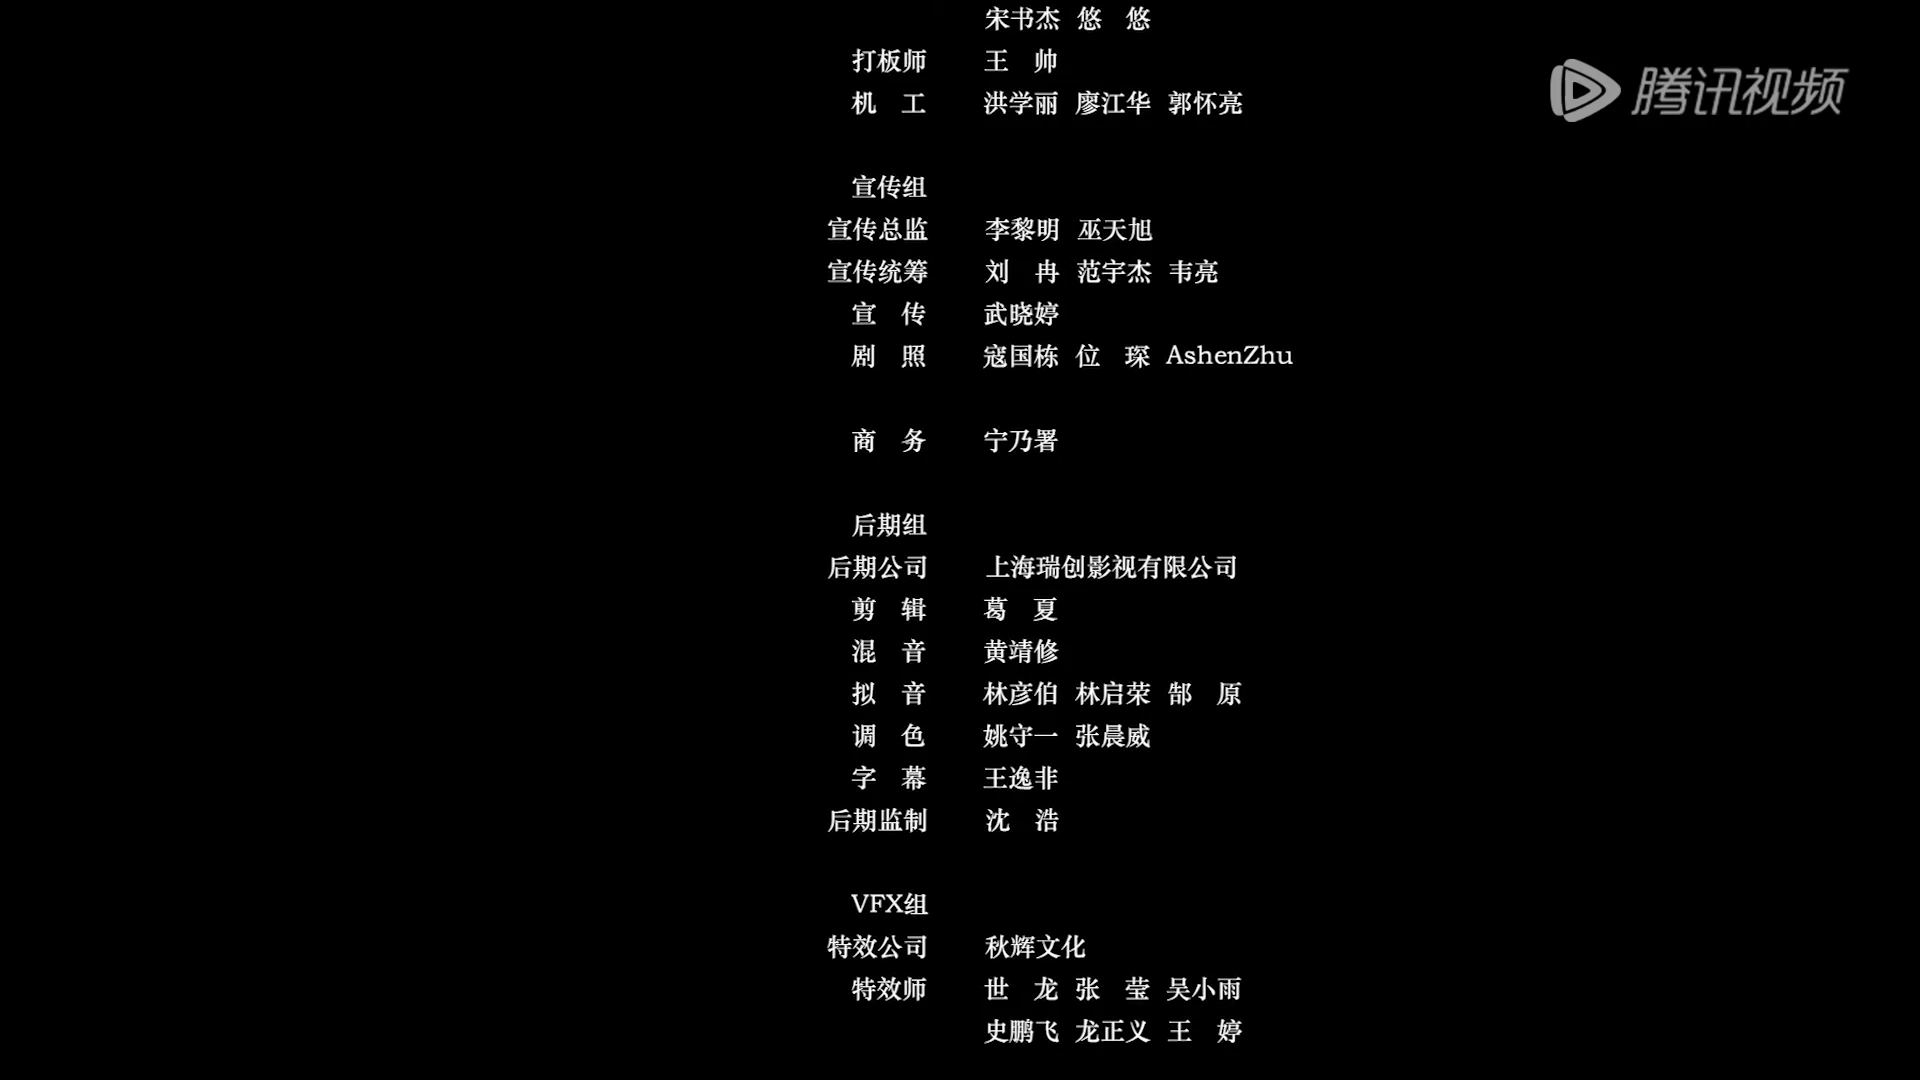 宋书杰 悠　悠
打板师 王　帅
机　工 洪学丽 廖江华 郭怀亮
腾讯视频
宣传组
宣传总监 李黎明 巫天旭
宣传统筹 刘　冉 范宇杰 韦亮
宣　传 武晓婷
剧　照 寇国栋 位　琛 AshenZhu
商　务 宁乃署
后期组
后期公司 上海瑞创影视有限公司
剪　辑 葛　夏
混　音 黄靖修
拟　音 林彦伯 林启荣 郜　原
调　色 姚守一 张晨威
字　幕 王逸非
后期监制 沈　浩
VFX组
特效公司 秋辉文化
特效师 世　龙 张　莹 吴小雨
史鹏飞 龙正义 王　婷